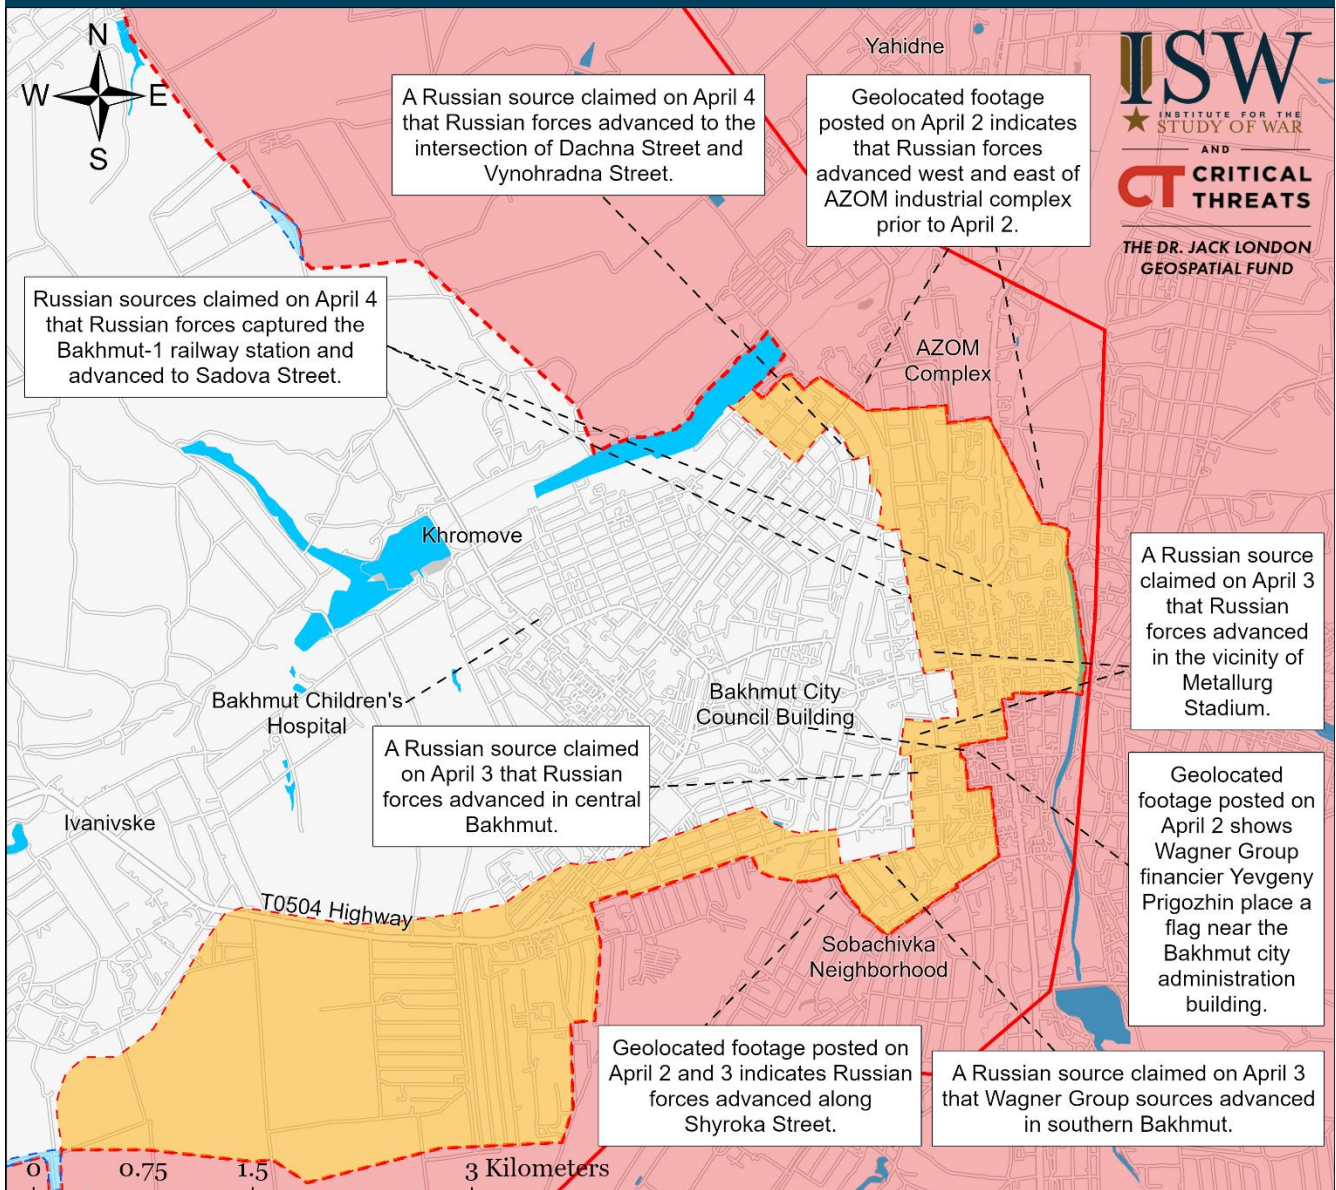 Yahidne
N
W
E
S
ISW
INSTITUTE FOR THE
STUDY OF WAR
AND
CT CRITICAL
THREATS
THE DR. JACK LONDON
GEOSPATIAL FUND
A Russian source claimed on April 4
that Russian forces advanced to the
intersection of Dachna Street and
Vynohradna Street.
Geolocated footage
posted on April 2 indicates
that Russian forces
advanced west and east of
AZOM industrial complex
prior to April 2.
Russian sources claimed on April 4
that Russian forces captured the
Bakhmut-1 railway station and
advanced to Sadova Street.
AZOM
Complex
Khromove
A Russian source
claimed on April 3
that Russian
forces advanced
in the vicinity of
Metallurg
Stadium.
Bakhmut Children's
Hospital
Bakhmut City
Council Building
A Russian source claimed
on April 3 that Russian
forces advanced in central
Bakhmut.
Geolocated
footage posted on
April 2 shows
Wagner Group
financier Yevgeny
Prigozhin place a
flag near the
Bakhmut city
administration
building.
Ivanivske
T0504 Highway
Sobachivka
Neighborhood
Geolocated footage posted on
April 2 and 3 indicates Russian
forces advanced along
Shyroka Street.
A Russian source claimed on April 3
that Wagner Group sources advanced
in southern Bakhmut.
0 0.75 1.5 3 Kilometers